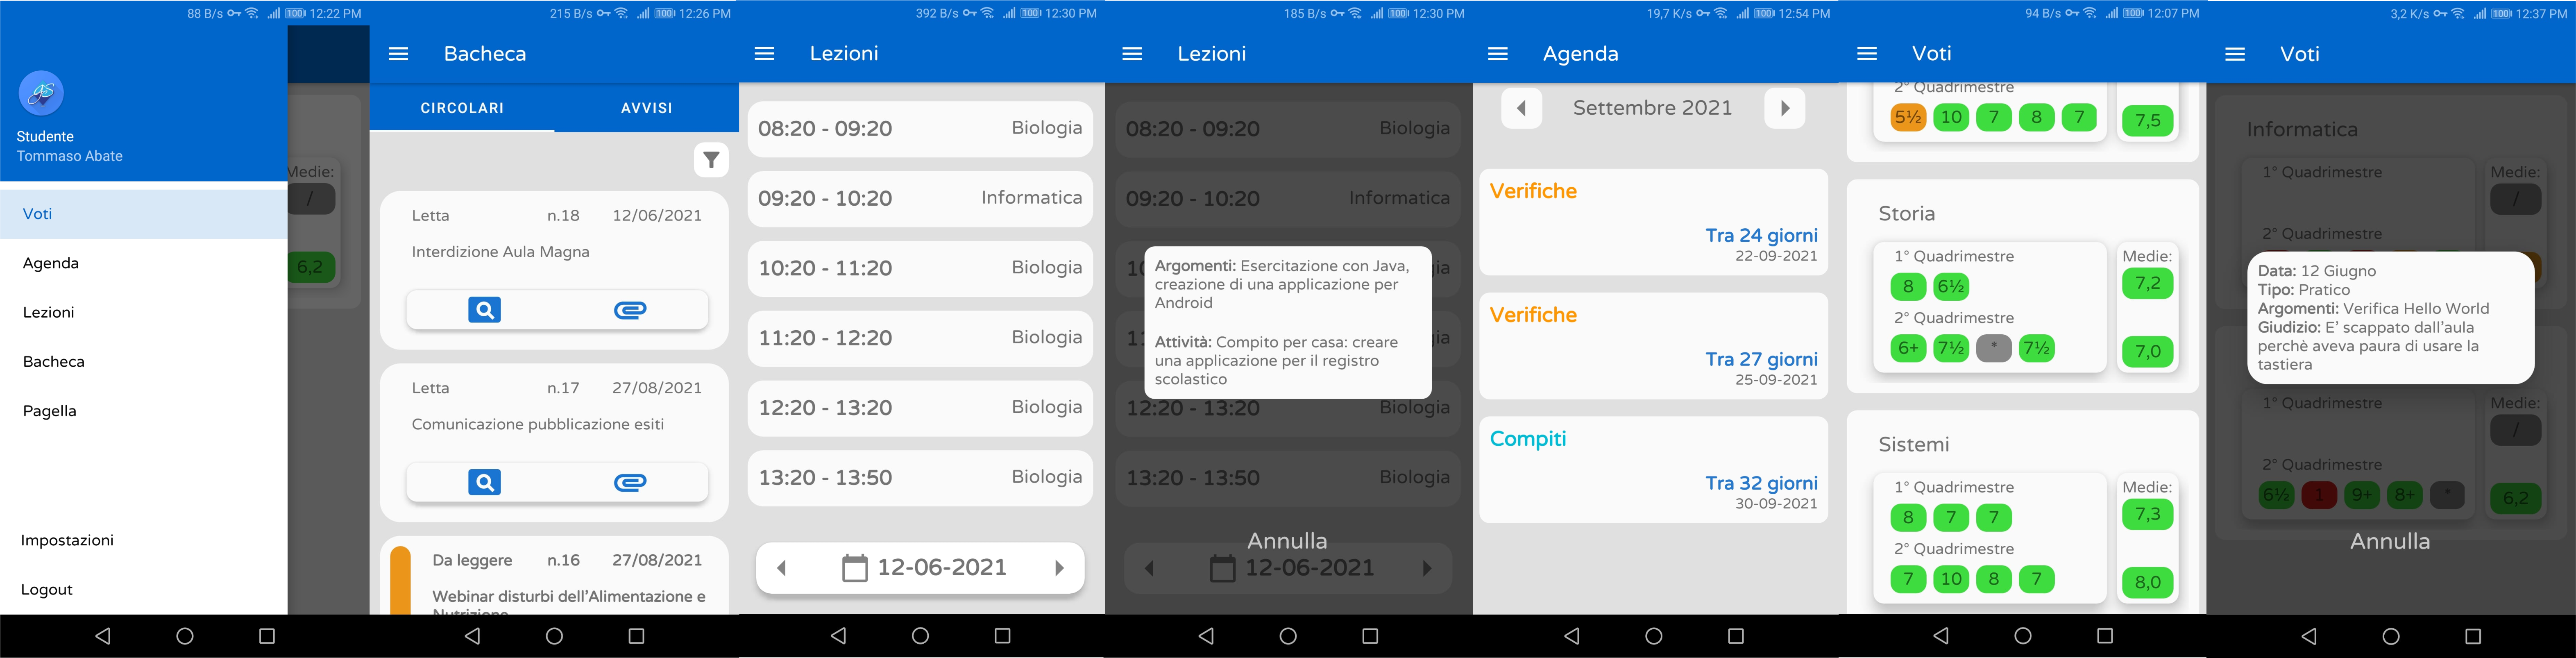 88 B/s 100 12:22 PM
Studente
Tommaso Abate
Medie:
/
6,2
Voti
Agenda
Lezioni
Bacheca
Pagella
Impostazioni
Logout
215 B/s 100 12:26 PM
Bacheca
CIRCOLARI AVVISI
Letta n.18 12/06/2021
Interdizione Aula Magna
Letta n.17 27/08/2021
Comunicazione pubblicazione esiti
Da leggere n.16 27/08/2021
Webinar disturbi dell'Alimentazione e
Nutrizione
392 B/s 100 12:30 PM
Lezioni
08:20 - 09:20 Biologia
09:20 - 10:20 Informatica
10:20 - 11:20 Biologia
11:20 - 12:20 Biologia
12:20 - 13:20 Biologia
13:20 - 13:50 Biologia
12-06-2021
185 B/s 100 12:30 PM
Lezioni
08:20 - 09:20 Biologia
09:20 - 10:20 Informatica
Argomenti: Esercitazione con Java,
creazione di una applicazione per
Android
Attività: Compito per casa: creare
una applicazione per il registro
scolastico
12:20 - 13:20 Biologia
13:20 - 13:50 Biologia
Annulla
12-06-2021
19,7 K/s 100 12:54 PM
Agenda
Settembre 2021
Verifiche
Tra 24 giorni
22-09-2021
Verifiche
Tra 27 giorni
25-09-2021
Compiti
Tra 32 giorni
30-09-2021
94 B/s 100 12:07 PM
Voti
2° Quadrimestre
5½ 10 7 8 7 7,5
Storia
1° Quadrimestre Medie:
8 6½ 7,2
2° Quadrimestre
6+ 7½ * 7½ 7,0
Sistemi
1° Quadrimestre Medie:
8 7 7 7,3
2° Quadrimestre
7 10 8 7 8,0
3,2 K/s 100 12:37 PM
Voti
Informatica
1° Quadrimestre Medie:
/
2° Quadrimestre
Data: 12 Giugno
Tipo: Pratico
Argomenti: Verifica Hello World
Giudizio: E' scappato dall'aula
perchè aveva paura di usare la
tastiera
1° Quadrimestre Medie:
/
2° Quadrimestre
6½ 1 9+ 8+ * 6,2
Annulla